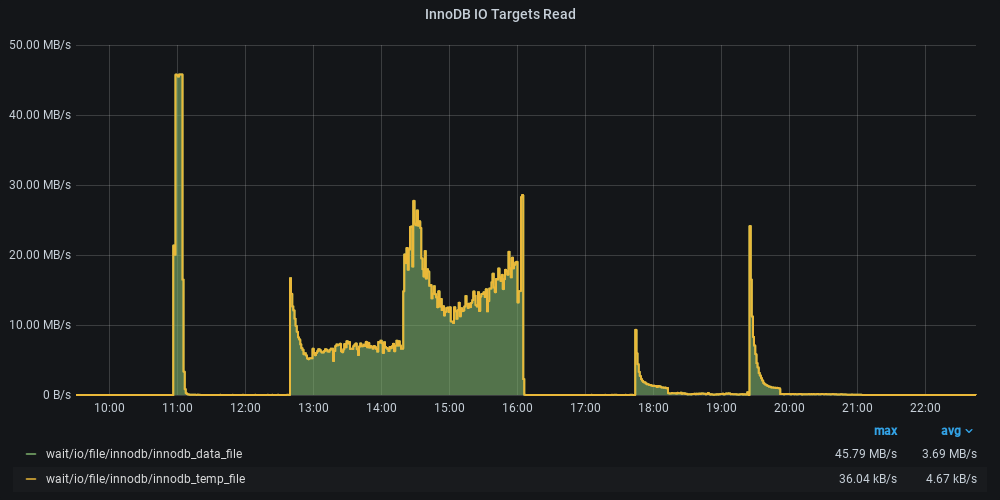 InnoDB IO Targets Read
50.00 MB/s
40.00 MB/s
30.00 MB/s
20.00 MB/s
10.00 MB/s
0 B/s
10:00 11:00 12:00 13:00 14:00 15:00 16:00 17:00 18:00 19:00 20:00 21:00 22:00
max avg
wait/io/file/innodb/innodb_data_file 45.79 MB/s 3.69 MB/s
wait/io/file/innodb/innodb_temp_file 36.04 kB/s 4.67 kB/s